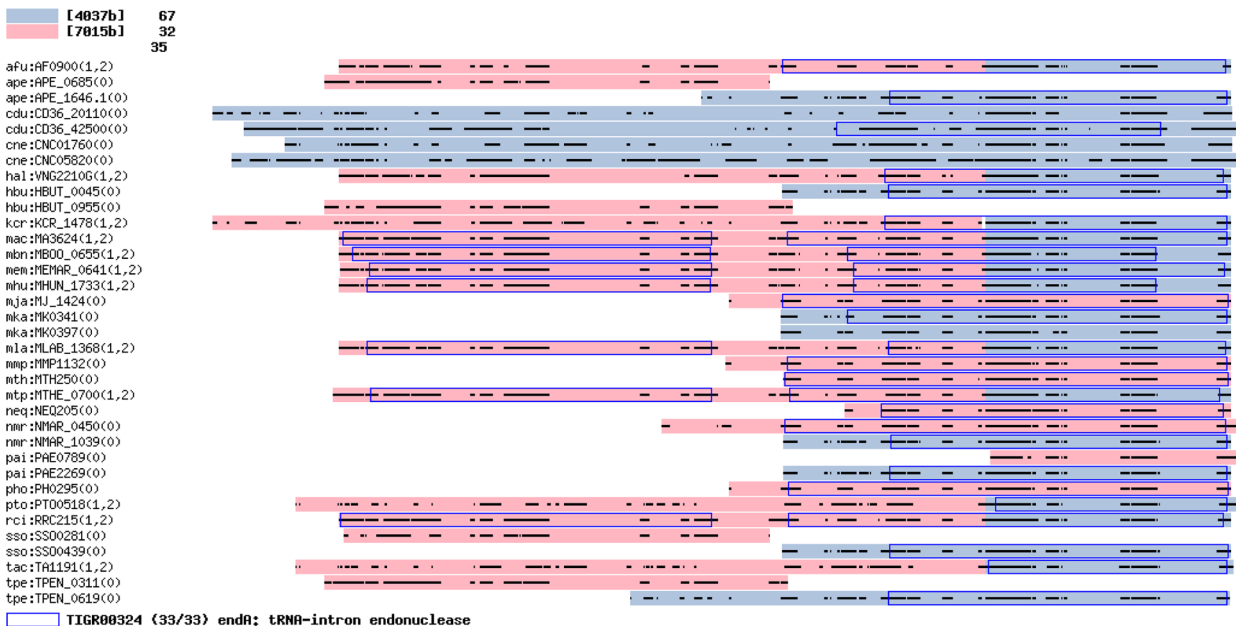 [4037b] 67
[7015b] 32
35
afu:AF0900(1,2)
ape:APE_0685(0)
ape:APE_1646.1(0)
cdu:CD36_20110(0)
cdu:CD36_42500(0)
cne:CNC01760(0)
cne:CNC05820(0)
hal:VNG2210G(1,2)
hbu:HBUT_0045(0)
hbu:HBUT_0955(0)
kcr:KCR_1478(1,2)
mac:MA3624(1,2)
mbn:MBOO_0655(1,2)
mem:MEMAR_0641(1,2)
mhu:MHUN_1733(1,2)
mja:MJ_1424(0)
mka:MK0341(0)
mka:MK0397(0)
mla:MLAB_1368(1,2)
mmp:MMP1132(0)
mth:MTH250(0)
mtp:MTHE_0700(1,2)
neq:NEQ205(0)
nmr:NMAR_0450(0)
nmr:NMAR_1039(0)
pai:PAE0789(0)
pai:PAE2269(0)
pho:PH0295(0)
pto:PTO0518(1,2)
rci:RRC215(1,2)
sso:SSO0281(0)
sso:SSO0439(0)
tac:TA1191(1,2)
tpe:TPEN_0311(0)
tpe:TPEN_0619(0)
TIGR00324 (33/33) endA: tRNA-intron endonuclease